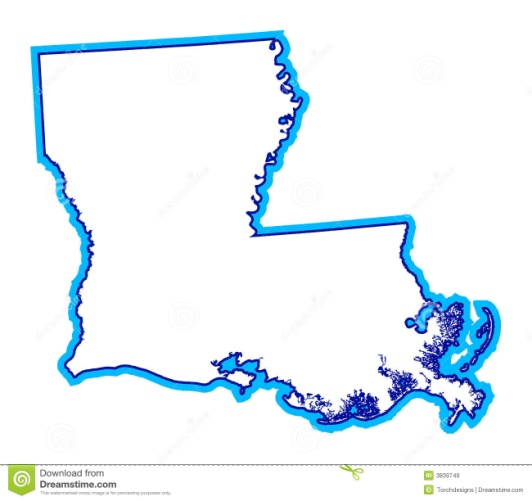 Download from
Dreamstime.com
This watermarked comp image is for previewing purposes only.
3839749
Torchdesigns | Dreamstime.com